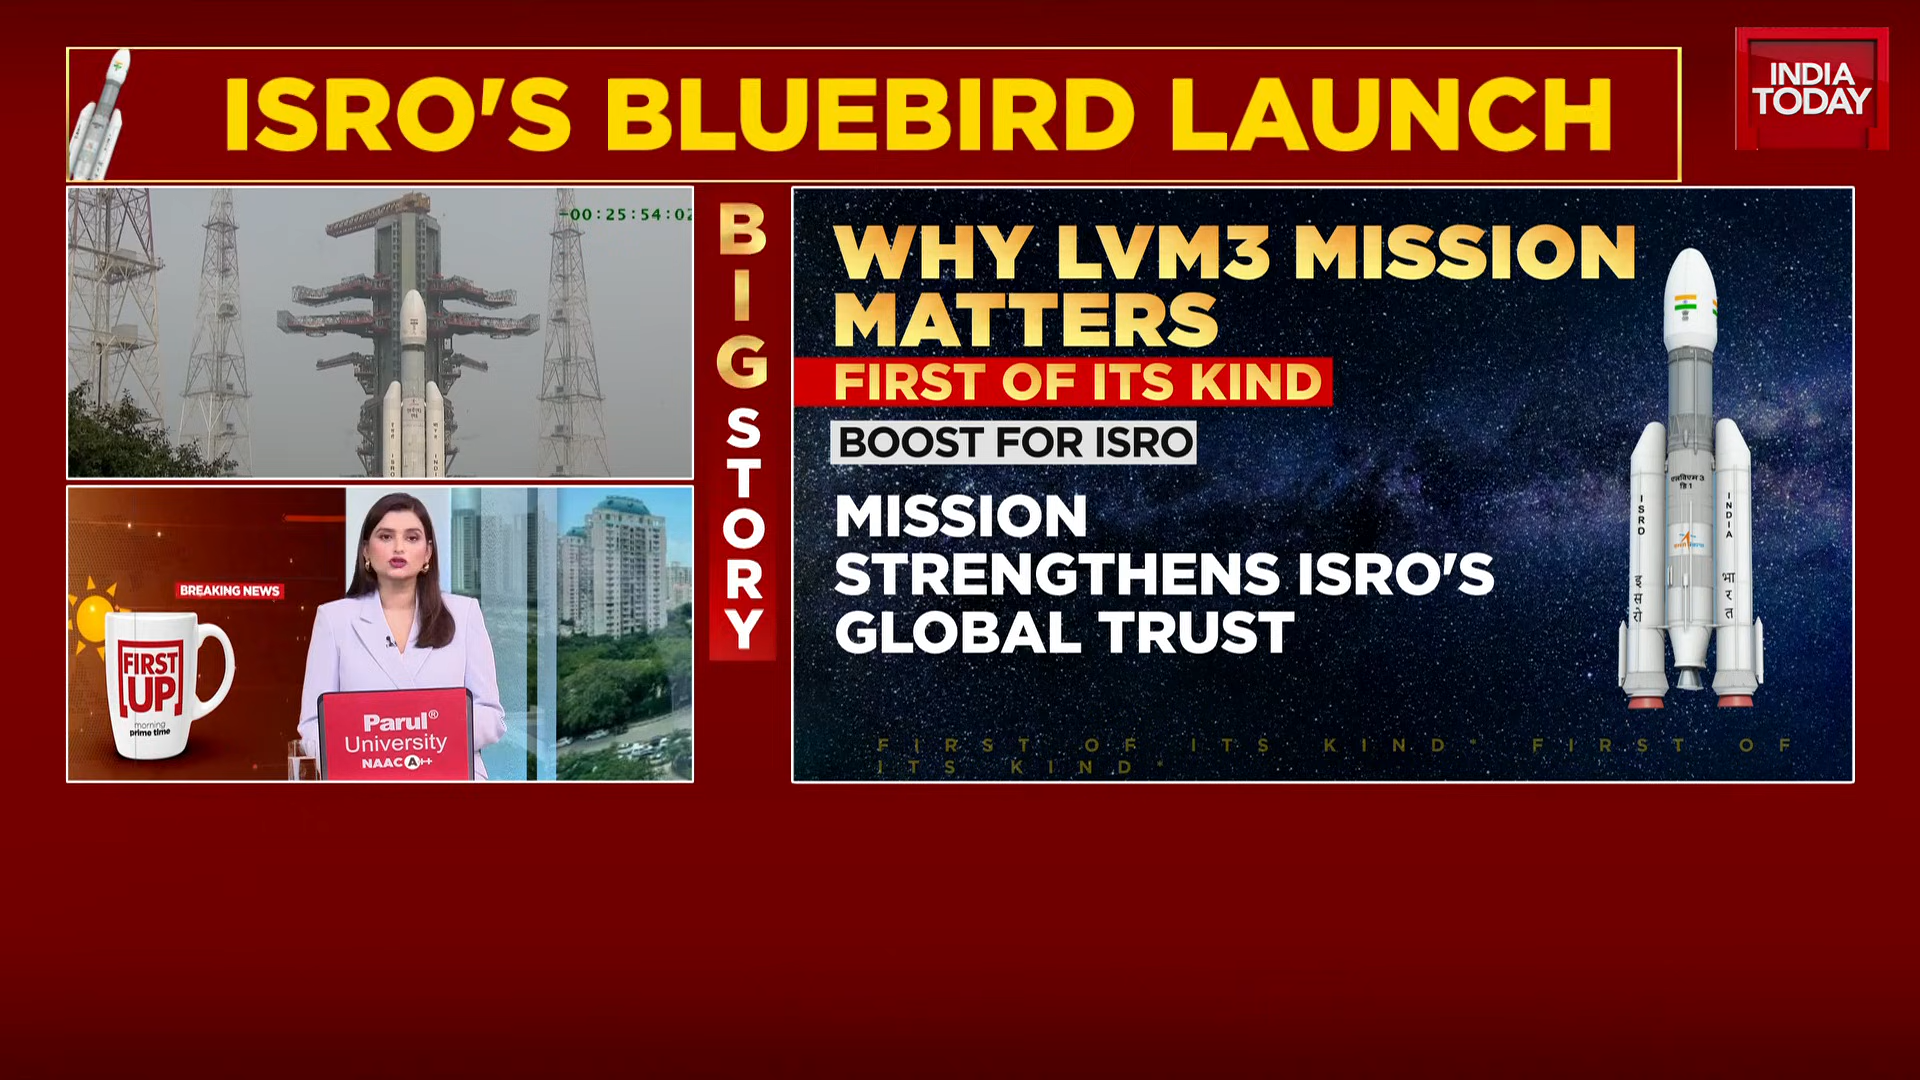 ISRO'S BLUEBIRD LAUNCH
INDIA
TODAY
-00:25:54:02
BIG
STORY
WHY LVM3 MISSION
MATTERS
FIRST OF ITS KIND
BOOST FOR ISRO
MISSION
STRENGTHENS ISRO'S
GLOBAL TRUST
ISRO
INDIA
भारत
FIRST OF ITS KIND* FIRST OF
ITS KIND*
BREAKING NEWS
FIRST
UP
morning
prime time
Parul®
University
NAAC A++